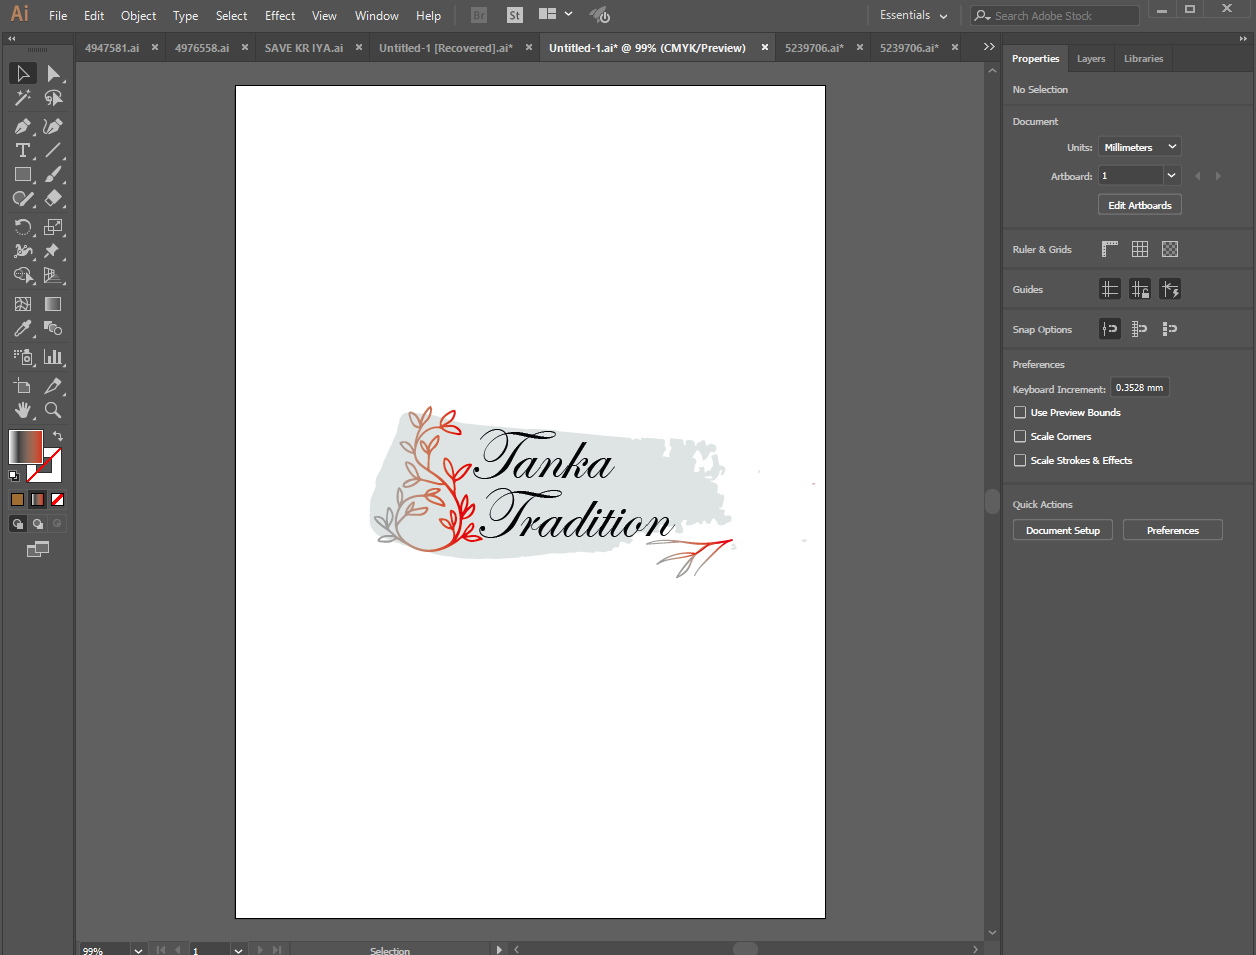 Ai File Edit Object Type Select Effect View Window Help Br St Essentials Search Adobe Stock
4947581.ai × 4976558.ai × SAVE KR IYA.ai × Untitled-1 [Recovered].ai* × Untitled-1.ai* @ 99% (CMYK/Preview) × 5239706.ai* × 5239706.ai* ×
Properties Layers Libraries
No Selection
Document
Units: Millimeters
Artboard: 1
Edit Artboards
Ruler & Grids
Guides
Snap Options
Preferences
Keyboard Increment: 0.3528 mm
Use Preview Bounds
Scale Corners
Scale Strokes & Effects
Quick Actions
Document Setup Preferences
Tanka
Tradition
99% 1 Selection